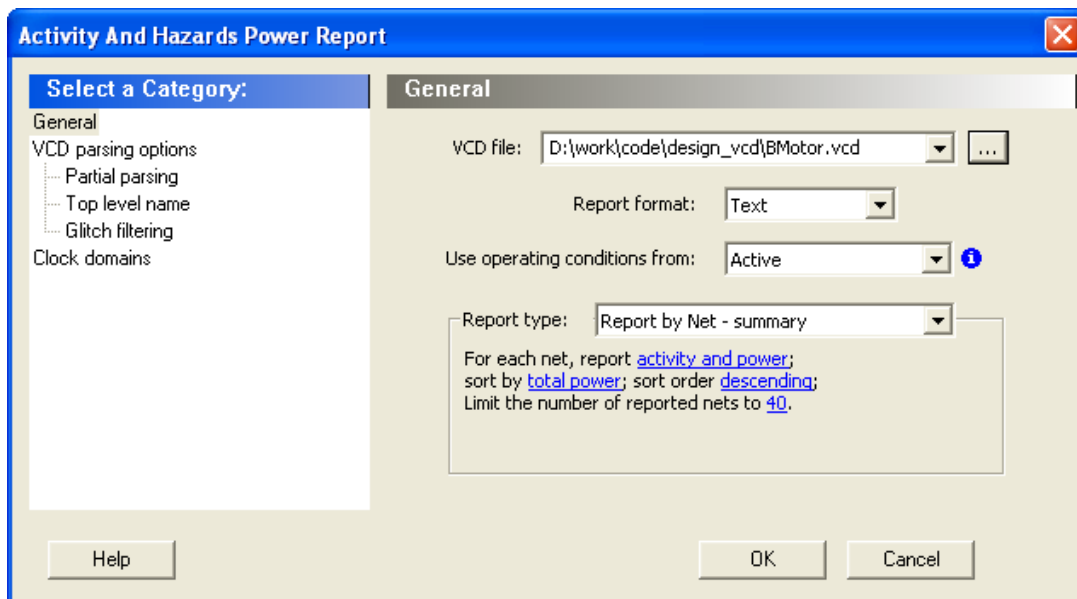 Activity And Hazards Power Report
Select a Category:
General
VCD parsing options
Partial parsing
Top level name
Glitch filtering
Clock domains
General
VCD file: D:\work\code\design_vcd\BMotor.vcd ...
Report format: Text
Use operating conditions from: Active
Report type: Report by Net - summary
For each net, report activity and power;
sort by total power; sort order descending;
Limit the number of reported nets to 40.
Help OK Cancel